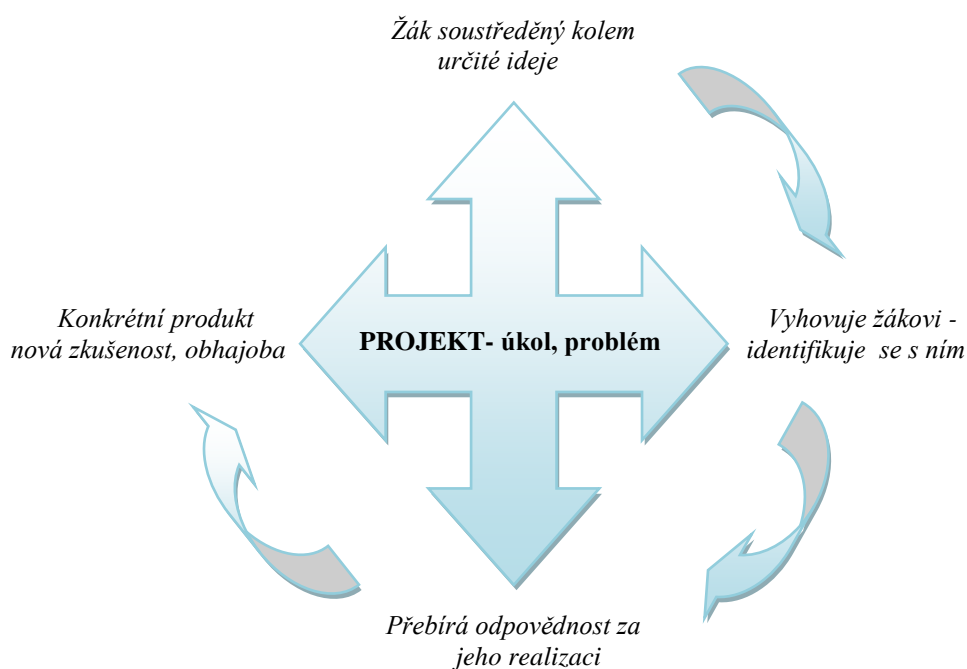 Žák soustředěný kolem
určité ideje
Konkrétní produkt
nová zkušenost, obhajoba
PROJEKT- úkol, problém
Vyhovuje žákovi -
identifikuje se s ním
Přebírá odpovědnost za
jeho realizaci